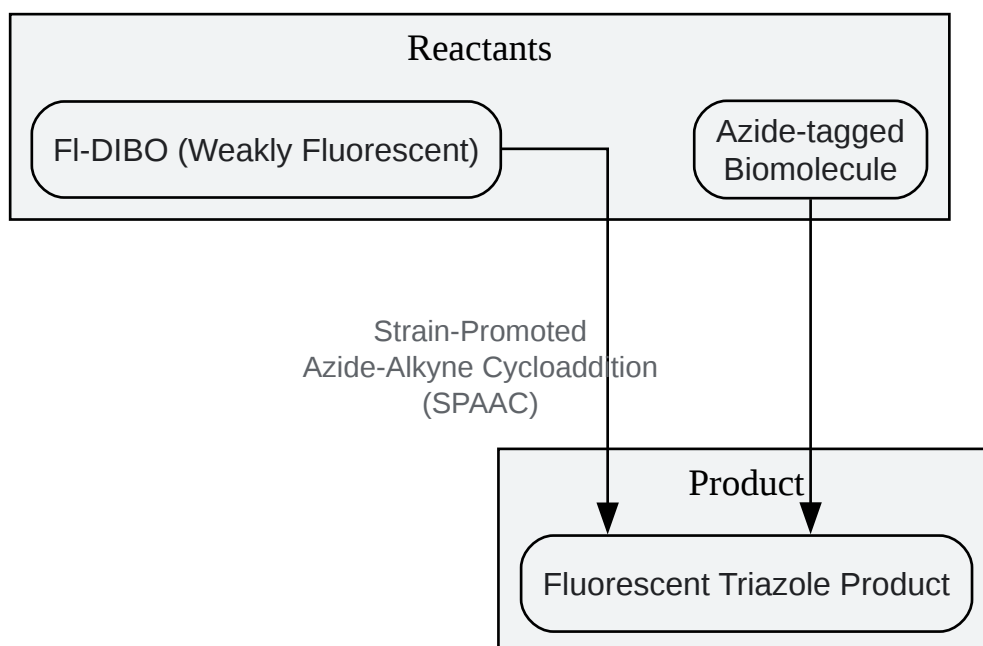 Reactants
Fl-DIBO (Weakly Fluorescent)
Azide-tagged
Biomolecule
Strain-Promoted
Azide-Alkyne Cycloaddition
(SPAAC)
Product
Fluorescent Triazole Product